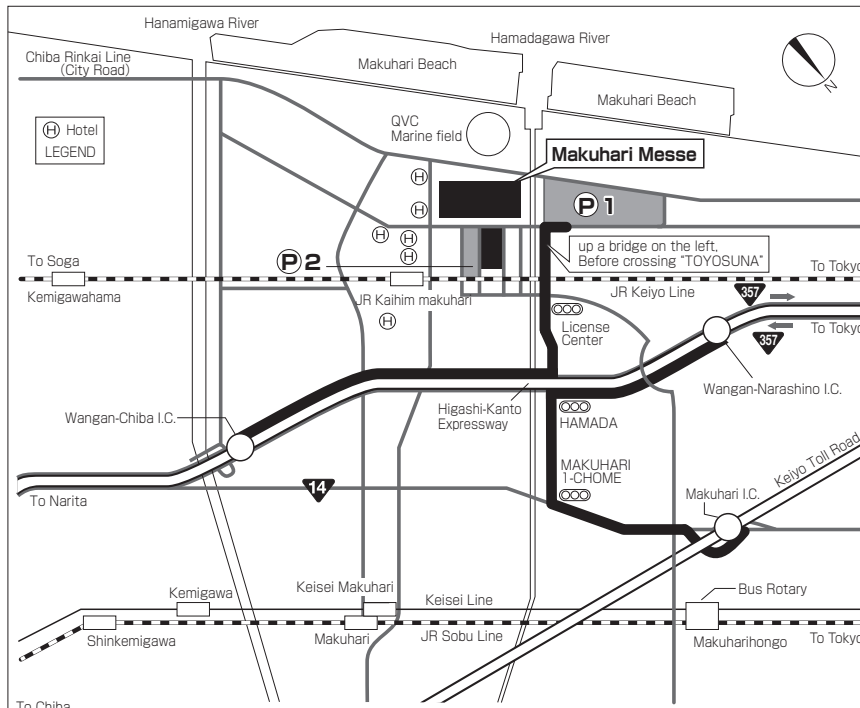 Hanamigawa River
Hamadagawa River
Chiba Rinkai Line
(City Road)
Makuhari Beach
Makuhari Beach
N
H Hotel
LEGEND
QVC
Marine field
Makuhari Messe
H
H
P 1
H
H
H
P 2
up a bridge on the left,
Before crossing "TOYOSUNA"
To Soga
To Tokyo
Kemigawahama
JR Kaihim makuhari
JR Keiyo Line
357
H
License
Center
To Tokyo
357
Wangan-Narashino I.C.
Wangan-Chiba I.C.
Higashi-Kanto
Expressway
HAMADA
Keiyo Toll Road
MAKUHARI
1-CHOME
14
To Narita
Makuhari I.C.
Kemigawa
Keisei Makuhari
Keisei Line
Bus Rotary
Shinkemigawa
Makuhari
JR Sobu Line
Makuharihongo
To Tokyo
To Chiba